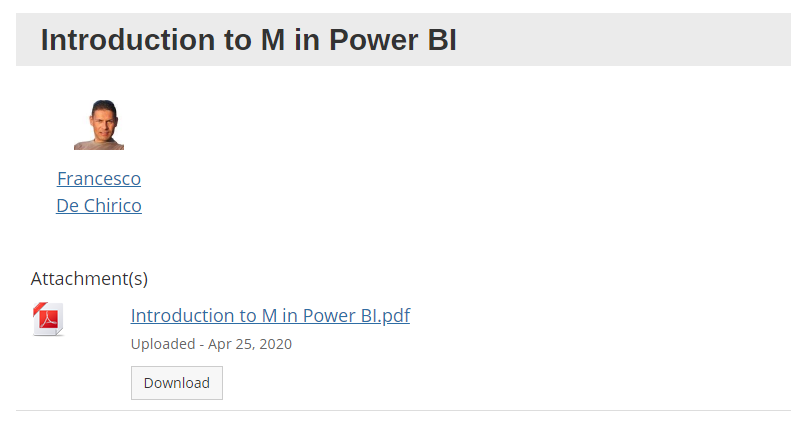 Introduction to M in Power BI
Francesco
De Chirico
Attachment(s)
Introduction to M in Power BI.pdf
Uploaded - Apr 25, 2020
Download